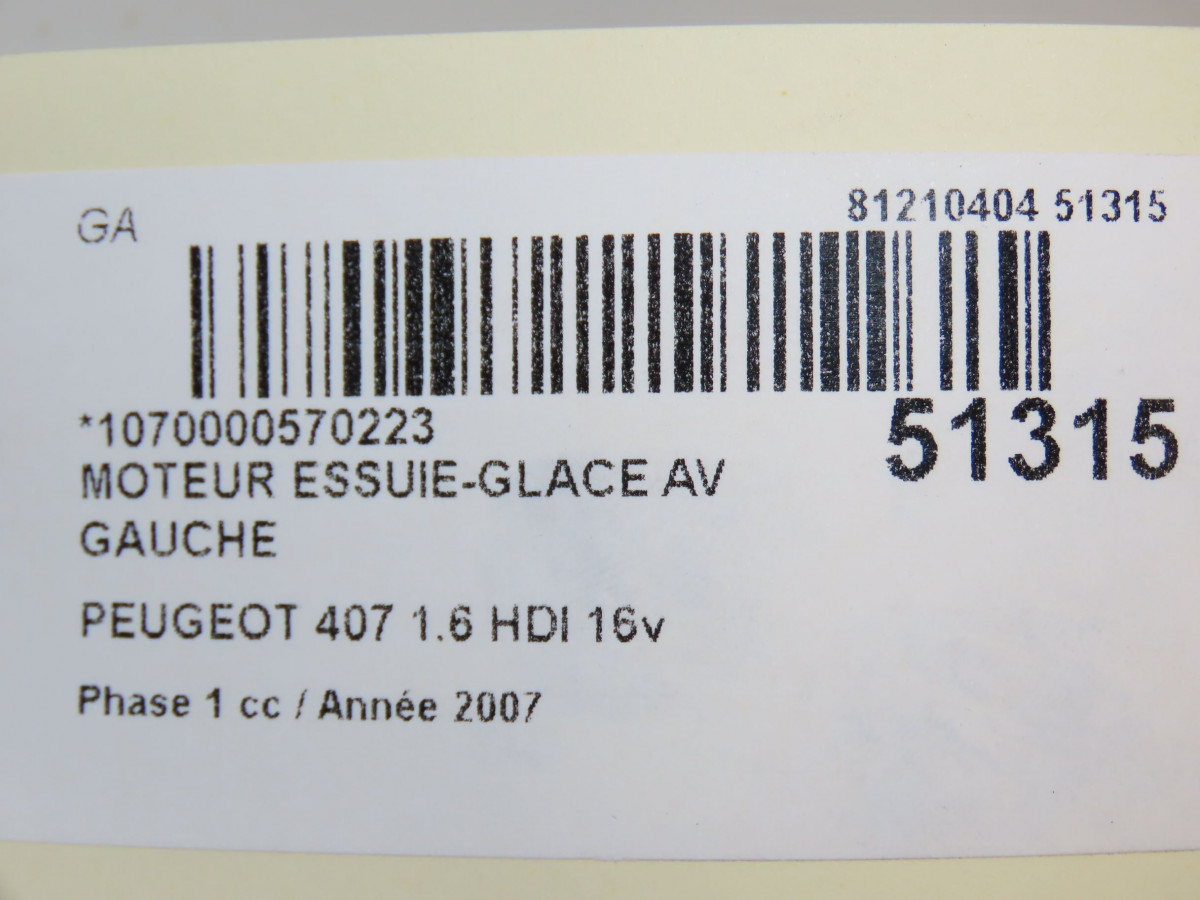 GA
81210404 51315
*1070000570223
51315
MOTEUR ESSUIE-GLACE AV
GAUCHE
PEUGEOT 407 1.6 HDI 16v
Phase 1 cc / Année 2007